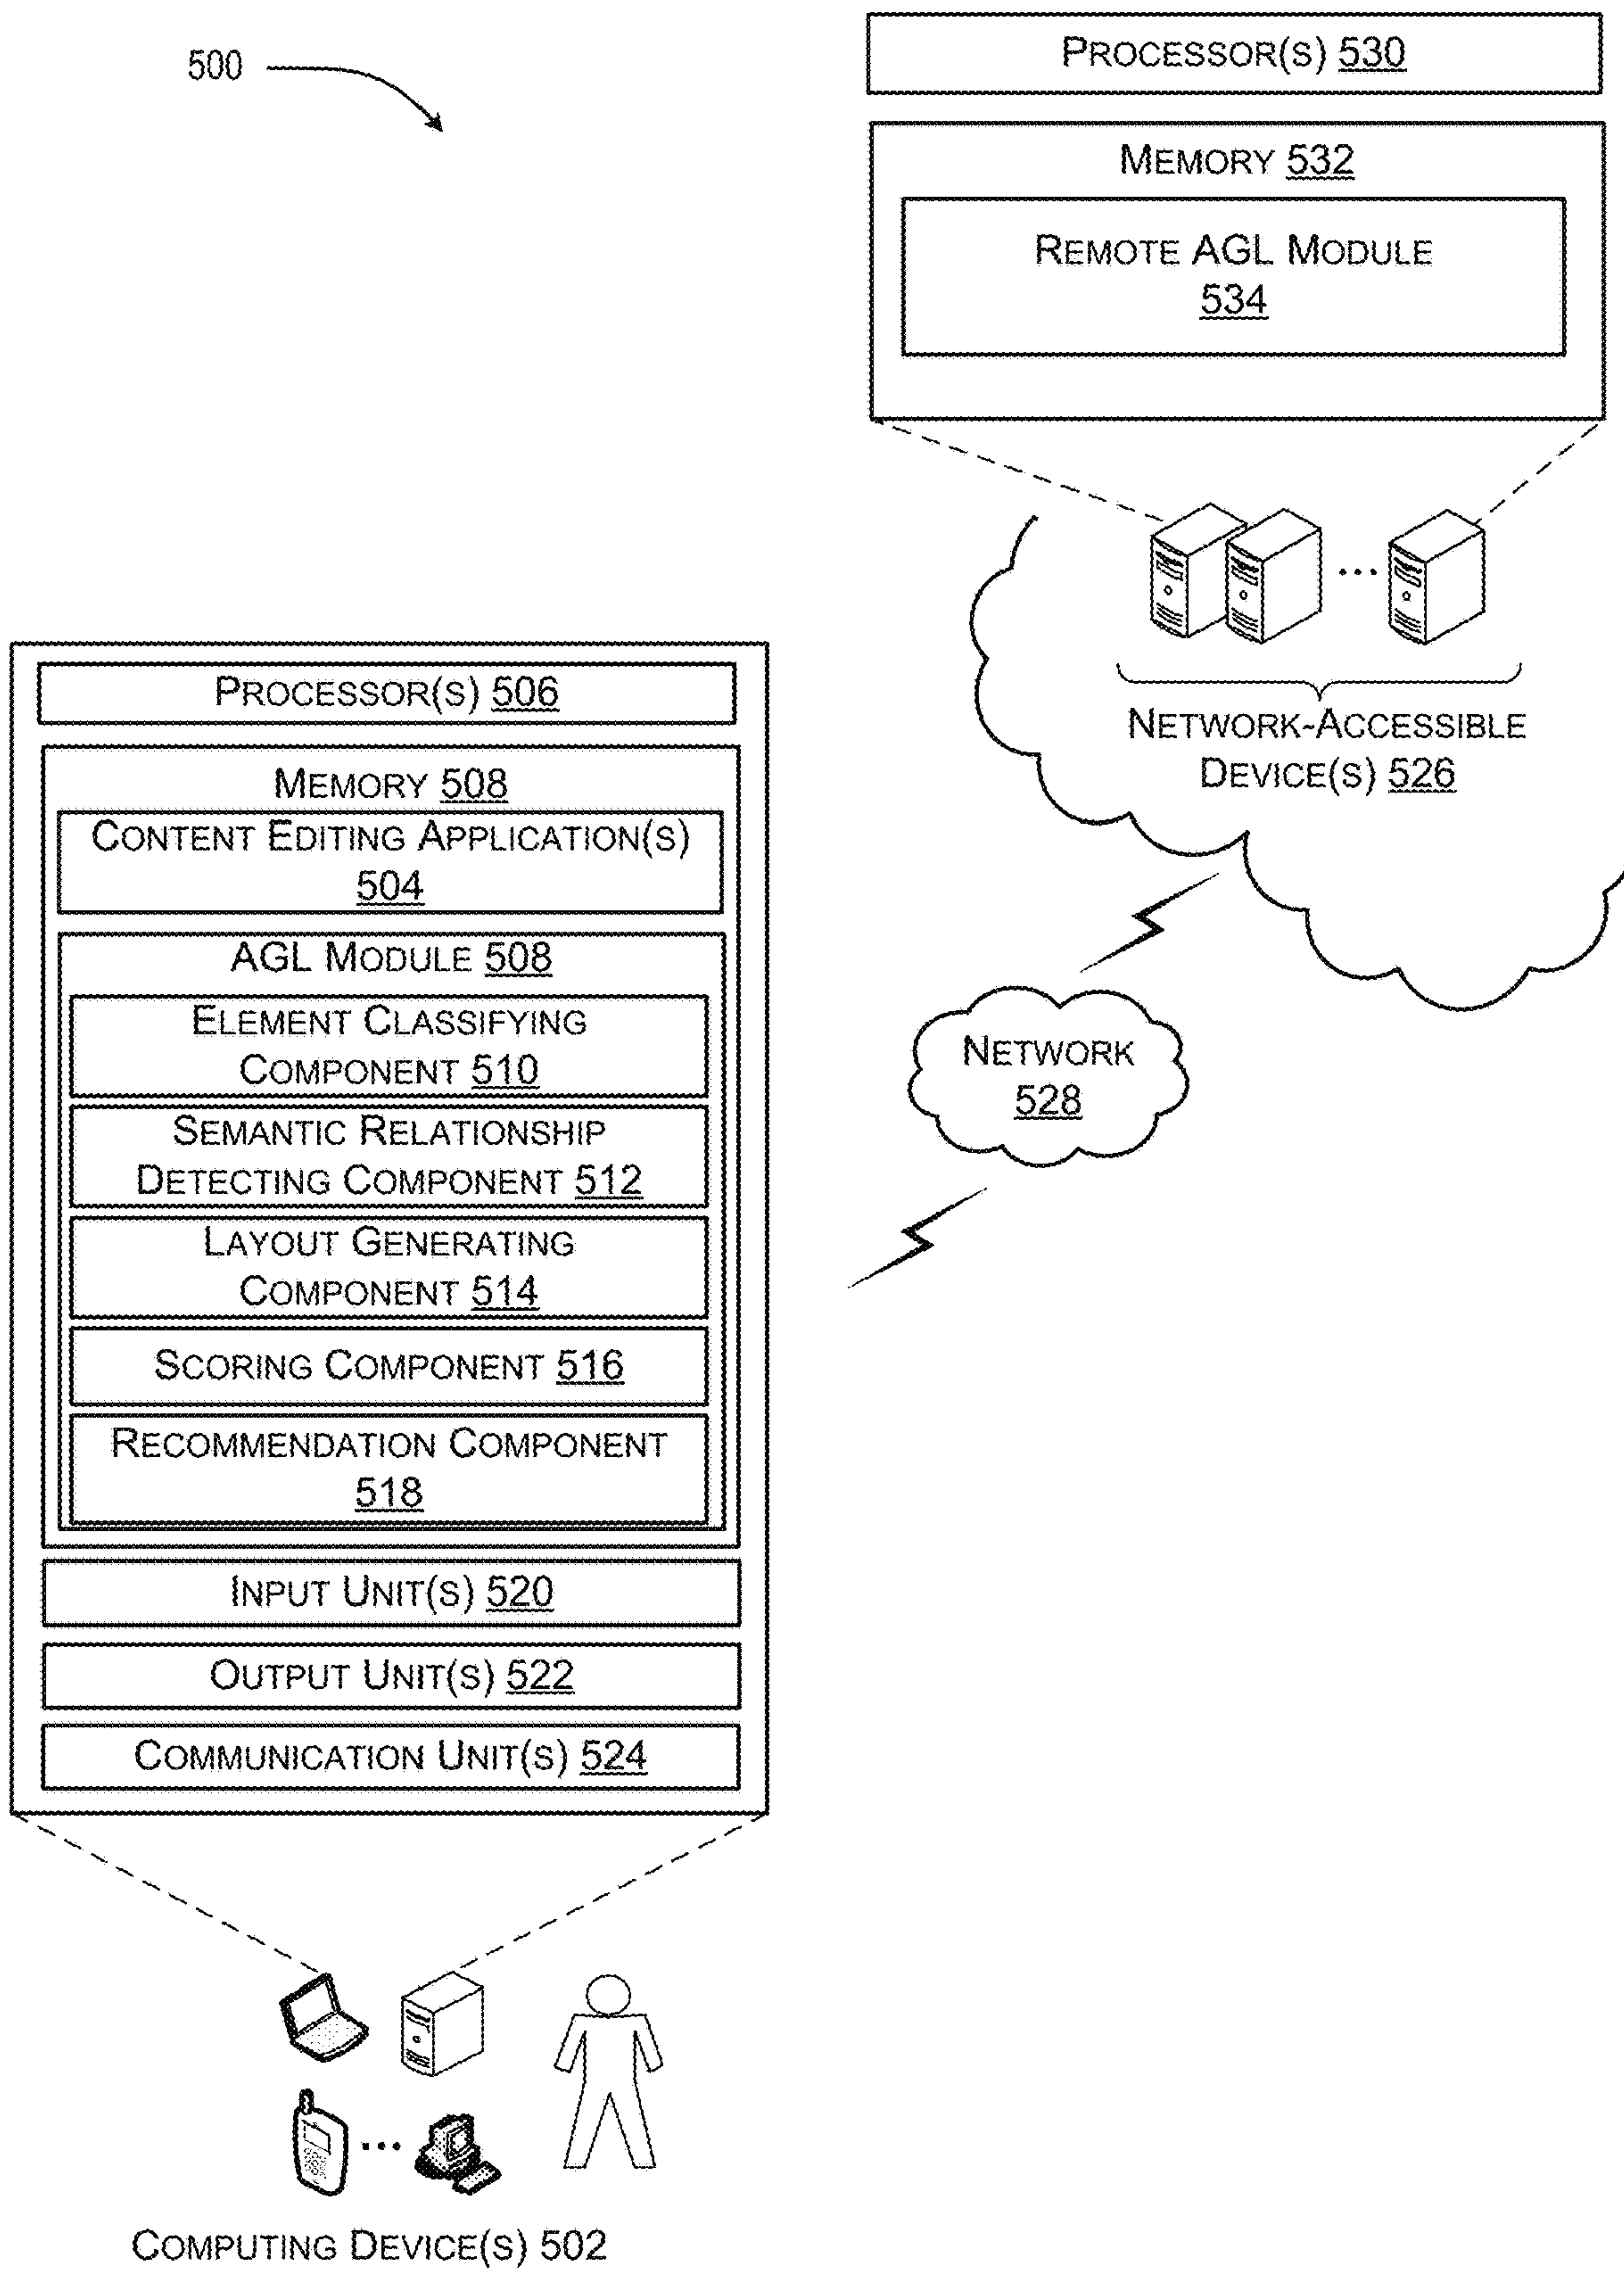 500
PROCESSOR(S) 530
MEMORY 532
REMOTE AGL MODULE
534
NETWORK-ACCESSIBLE
DEVICE(S) 526
PROCESSOR(S) 506
MEMORY 508
CONTENT EDITING APPLICATION(S)
504
AGL MODULE 508
ELEMENT CLASSIFYING
COMPONENT 510
SEMANTIC RELATIONSHIP
DETECTING COMPONENT 512
LAYOUT GENERATING
COMPONENT 514
SCORING COMPONENT 516
RECOMMENDATION COMPONENT
518
INPUT UNIT(S) 520
OUTPUT UNIT(S) 522
COMMUNICATION UNIT(S) 524
NETWORK
528
COMPUTING DEVICE(S) 502